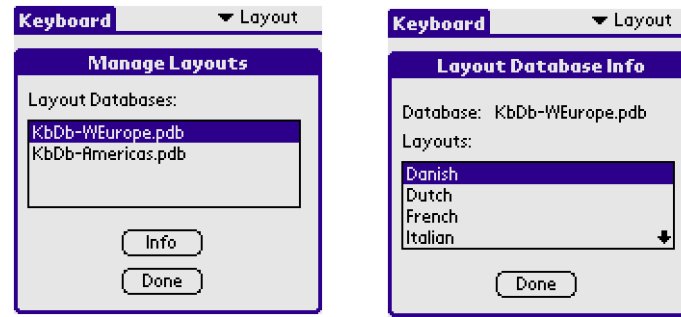 Keyboard
Layout
Manage Layouts
Layout Databases:
KbDb-WEurope.pdb
KbDb-Americas.pdb
Info
Done
Keyboard
Layout
Layout Database Info
Database: KbDb-WEurope.pdb
Layouts:
Danish
Dutch
French
Italian
Done